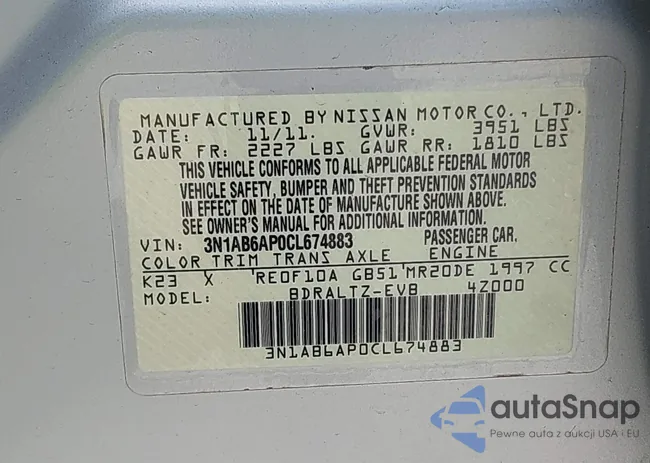 MANUFACTURED BY NISSAN MOTOR CO., LTD.
DATE: 11/11. GVWR: 3951 LBS
GAWR FR: 2227 LBS GAWR RR: 1810 LBS
THIS VEHICLE CONFORMS TO ALL APPLICABLE FEDERAL MOTOR
VEHICLE SAFETY, BUMPER AND THEFT PREVENTION STANDARDS
IN EFFECT ON THE DATE OF MANUFACTURE SHOWN ABOVE.
SEE OWNER'S MANUAL FOR ADDITIONAL INFORMATION.
VIN: 3N1AB6AP0CL674883 PASSENGER CAR.
COLOR TRIM TRANS AXLE ENGINE
K23 X RE0F10A GB51 MR20DE 1997 CC
MODEL: BDRALTZ-EVB 4Z000
3N1AB6AP0CL674883
autoSnap
Pewne auta z aukcji USA i EU